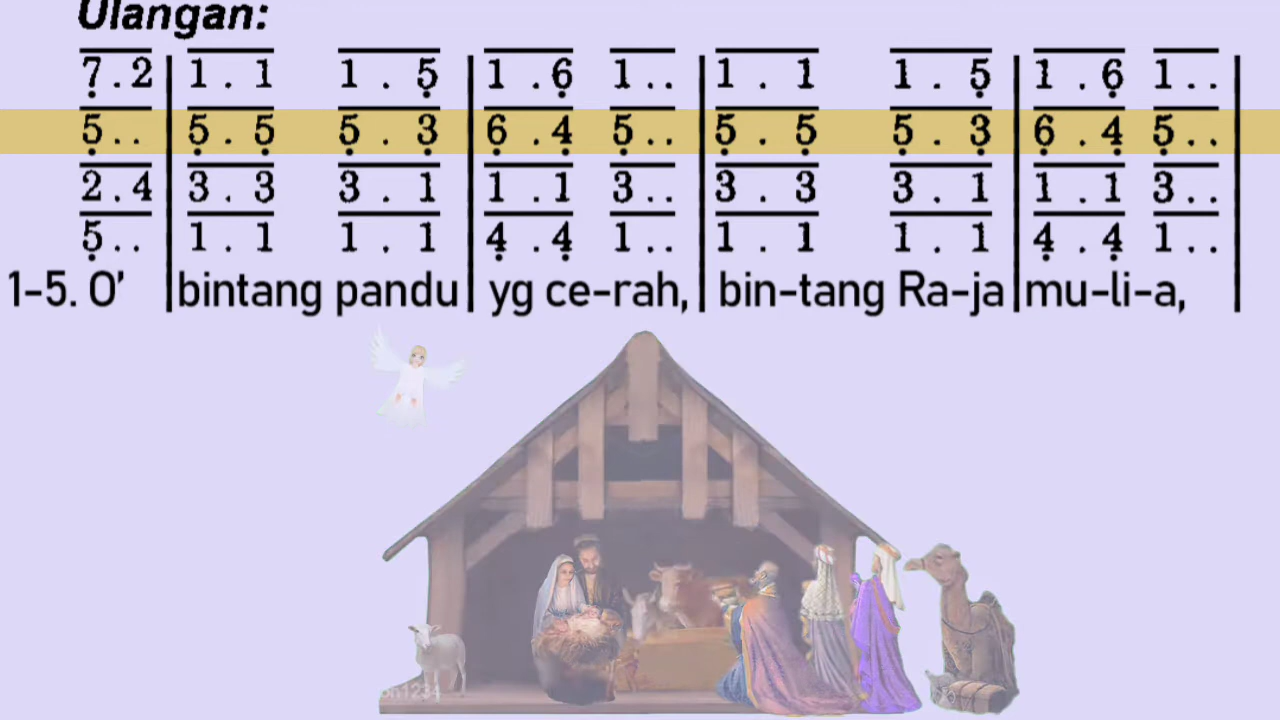 Ulangan:
7̣ . 2 | 1 . 1 1 . 5̣ | 1 . 6̣ 1 . . | 1 . 1 1 . 5̣ | 1 . 6̣ 1 . . |
5̣ . . | 5̣ . 5̣ 5̣ . 3̣ | 6̣ . 4̣ 5̣ . . | 5̣ . 5̣ 5̣ . 3̣ | 6̣ . 4̣ 5̣ . . |
2 . 4 | 3 . 3 3 . 1 | 1 . 1 3 . . | 3 . 3 3 . 1 | 1 . 1 3 . . |
5̣ . . | 1 . 1 1 . 1 | 4̣ . 4̣ 1 . . | 1 . 1 1 . 1 | 4̣ . 4̣ 1 . . |
1-5. O’ | bintang pandu | yg ce-rah, | bin-tang Ra-ja | mu-li-a, |